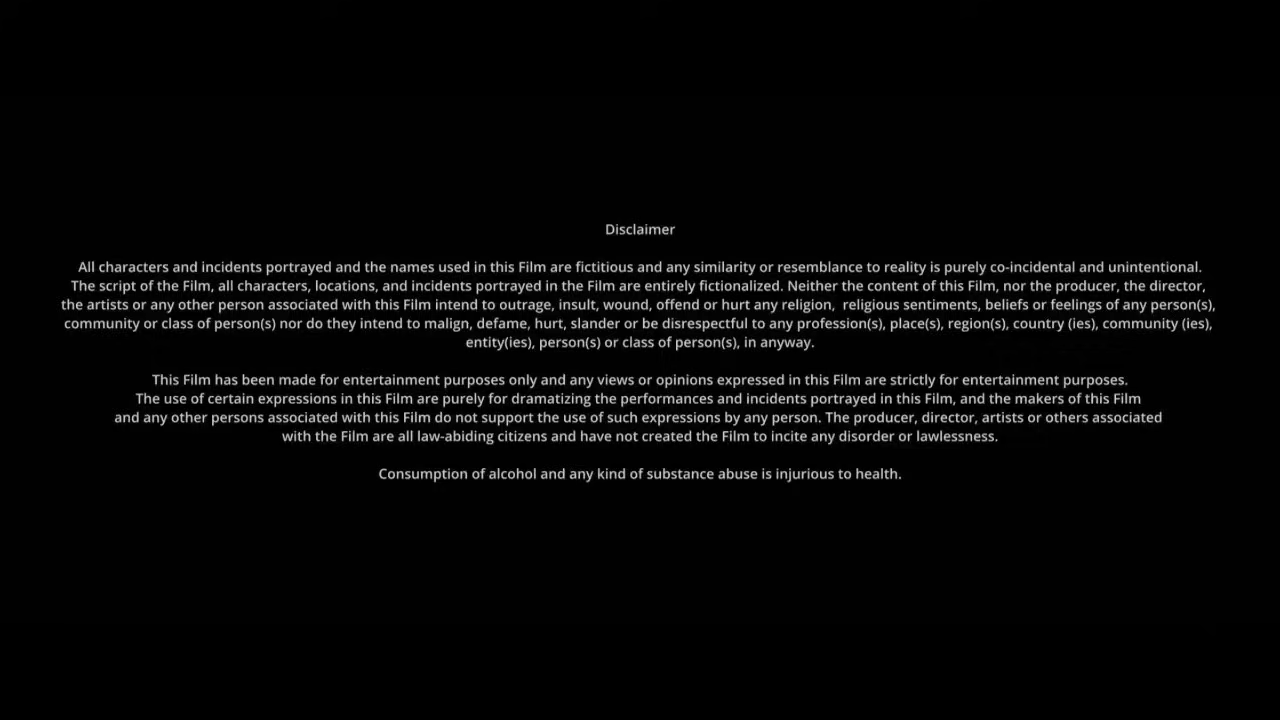 Disclaimer
All characters and incidents portrayed and the names used in this Film are fictitious and any similarity or resemblance to reality is purely co-incidental and unintentional.
The script of the Film, all characters, locations, and incidents portrayed in the Film are entirely fictionalized. Neither the content of this Film, nor the producer, the director,
the artists or any other person associated with this Film intend to outrage, insult, wound, offend or hurt any religion,  religious sentiments, beliefs or feelings of any person(s),
community or class of person(s) nor do they intend to malign, defame, hurt, slander or be disrespectful to any profession(s), place(s), region(s), country (ies), community (ies),
entity(ies), person(s) or class of person(s), in anyway.
This Film has been made for entertainment purposes only and any views or opinions expressed in this Film are strictly for entertainment purposes.
The use of certain expressions in this Film are purely for dramatizing the performances and incidents portrayed in this Film, and the makers of this Film
and any other persons associated with this Film do not support the use of such expressions by any person. The producer, director, artists or others associated
with the Film are all law-abiding citizens and have not created the Film to incite any disorder or lawlessness.
Consumption of alcohol and any kind of substance abuse is injurious to health.